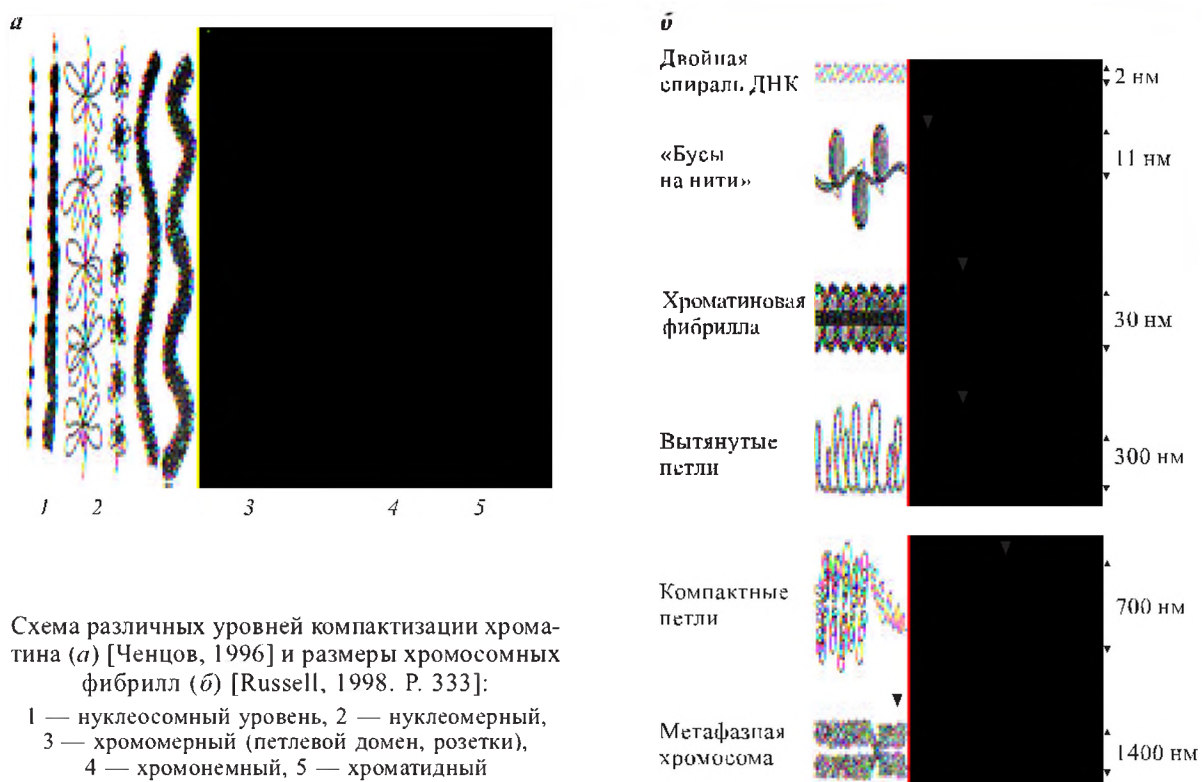 а
1 2 3 4 5
Схема различных уровней компактизации хрома-
тина (а) [Ченцов, 1996] и размеры хромосомных
фибрилл (б) [Russell, 1998. P. 333]:
1 — нуклеосомный уровень, 2 — нуклеомерный,
3 — хромомерный (петлевой домен, розетки),
4 — хромонемный, 5 — хроматидный
б
Двойная
спираль ДНК
2 нм
«Бусы
на нити»
11 нм
Хроматиновая
фибрилла
30 нм
Вытянутые
петли
300 нм
Компактные
петли
700 нм
Метафазная
хромосома
1400 нм